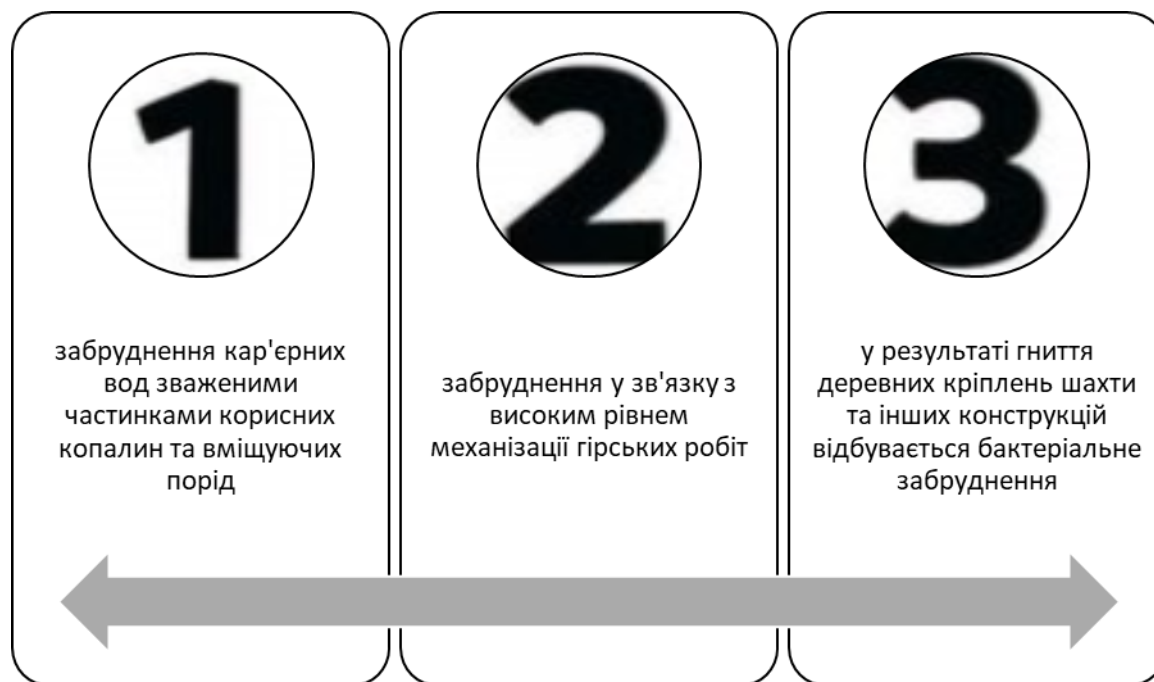 1
забруднення кар'єрних
вод зваженими
частинками корисних
копалин та вміщуючих
порід
2
забруднення у зв'язку з
високим рівнем
механізації гірських робіт
3
у результаті гниття
деревних кріплень шахти
та інших конструкцій
відбувається бактеріальне
забруднення